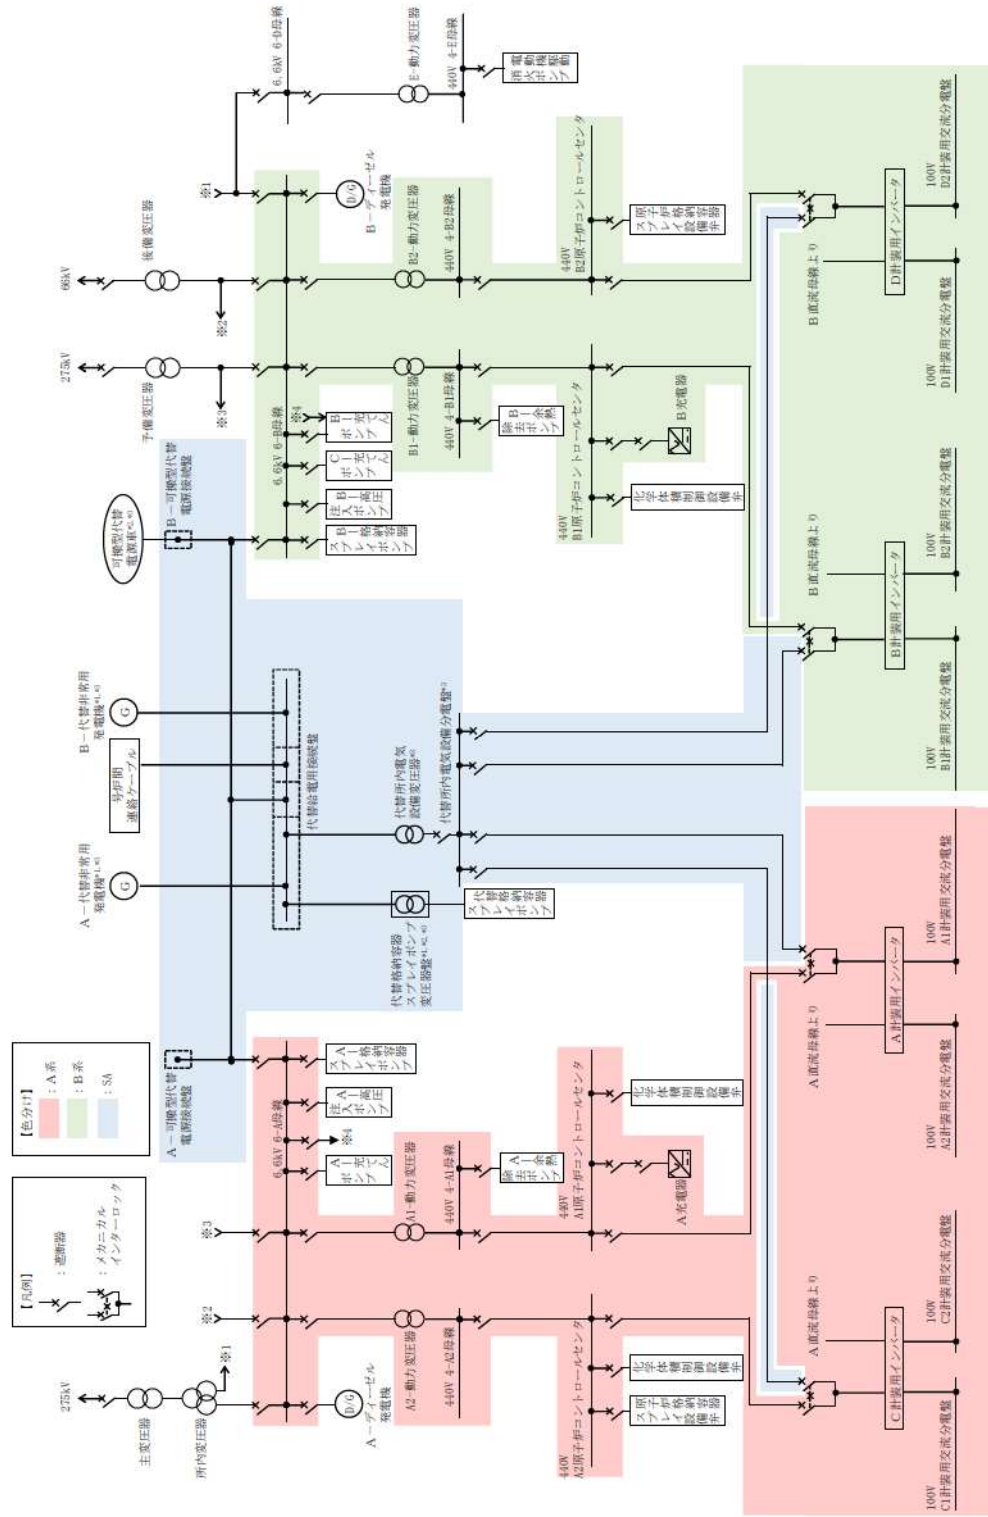 【凡例】
：遮断器
：メカニカル
インターロック
【色分け】
：A系
：B系
：SA
275kV
主変圧器
所内変圧器
※1
※2
※3
A－可搬型代替
電源接続盤
A－代替非常用
発電機*1,*3
号炉間
連絡ケーブル
B－代替非常用
発電機*1,*3
可搬型代替
電源車*2,*3
B－可搬型代替
電源接続盤
275kV
予備変圧器
※3
66kV
後備変圧器
※2
※1
6.6kV 6-D母線
E-動力変圧器
440V 4-E母線
電動機駆動
消火ポンプ
6.6kV 6-A母線
A－ディーゼル
発電機
D/G
A－充てん
ポンプ
※4
A－高圧
注入ポンプ
A－格納容器
スプレイポンプ
代替給電用接続盤
G
G
6.6kV 6-B母線
B－格納容器
スプレイポンプ
B－高圧
注入ポンプ
C－充てん
ポンプ
B－充てん
ポンプ
※4
D/G
B－ディーゼル
発電機
A2-動力変圧器
440V 4-A2母線
A1-動力変圧器
440V 4-A1母線
A－余熱
除去ポンプ
代替格納容器
スプレイポンプ
変圧器盤*1,*2,*3
代替格納容器
スプレイポンプ
代替所内電気
設備変圧器*3
代替所内電気設備分電盤*3
B1-動力変圧器
440V 4-B1母線
B－余熱
除去ポンプ
B2-動力変圧器
440V 4-B2母線
440V
A2原子炉コントロールセンタ
原子炉格納容器
スプレイ設備弁
化学体積制御設備弁
440V
A1原子炉コントロールセンタ
A充電器
化学体積制御設備弁
440V
B1原子炉コントロールセンタ
化学体積制御設備弁
B充電器
440V
B2原子炉コントロールセンタ
原子炉格納容器
スプレイ設備弁
A直流母線より
C計装用インバータ
100V
C1計装用交流分電盤
100V
C2計装用交流分電盤
A直流母線より
A計装用インバータ
100V
A2計装用交流分電盤
100V
A1計装用交流分電盤
B直流母線より
B計装用インバータ
100V
B1計装用交流分電盤
100V
B2計装用交流分電盤
B直流母線より
D計装用インバータ
100V
D1計装用交流分電盤
100V
D2計装用交流分電盤